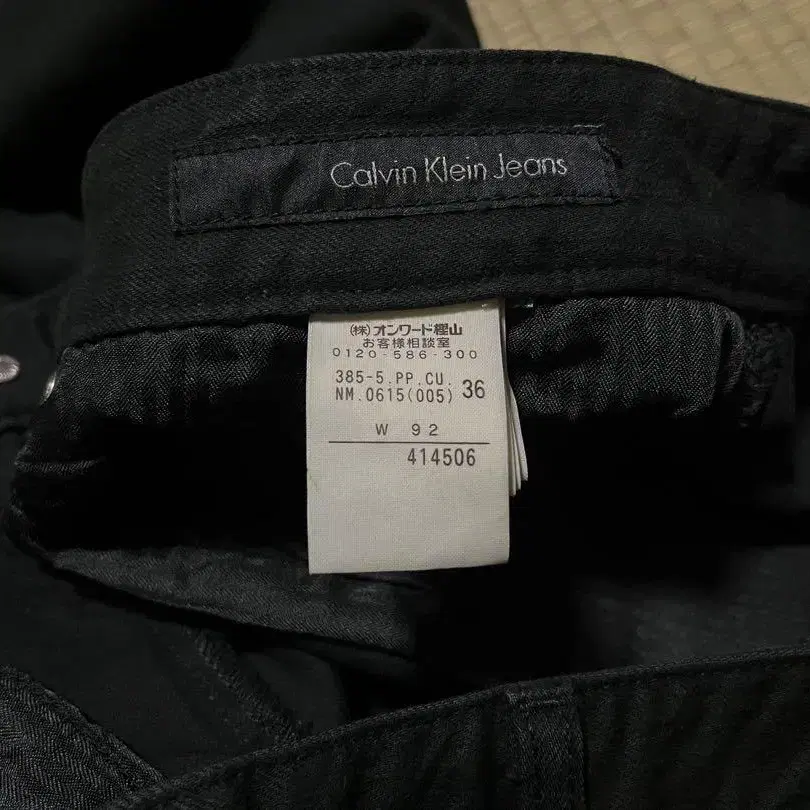 Calvin Klein Jeans
(株)オンワード樫山
お客様相談室
0120-586-300
385-5.PP.CU.
NM.0615(005) 36
W 92
414506